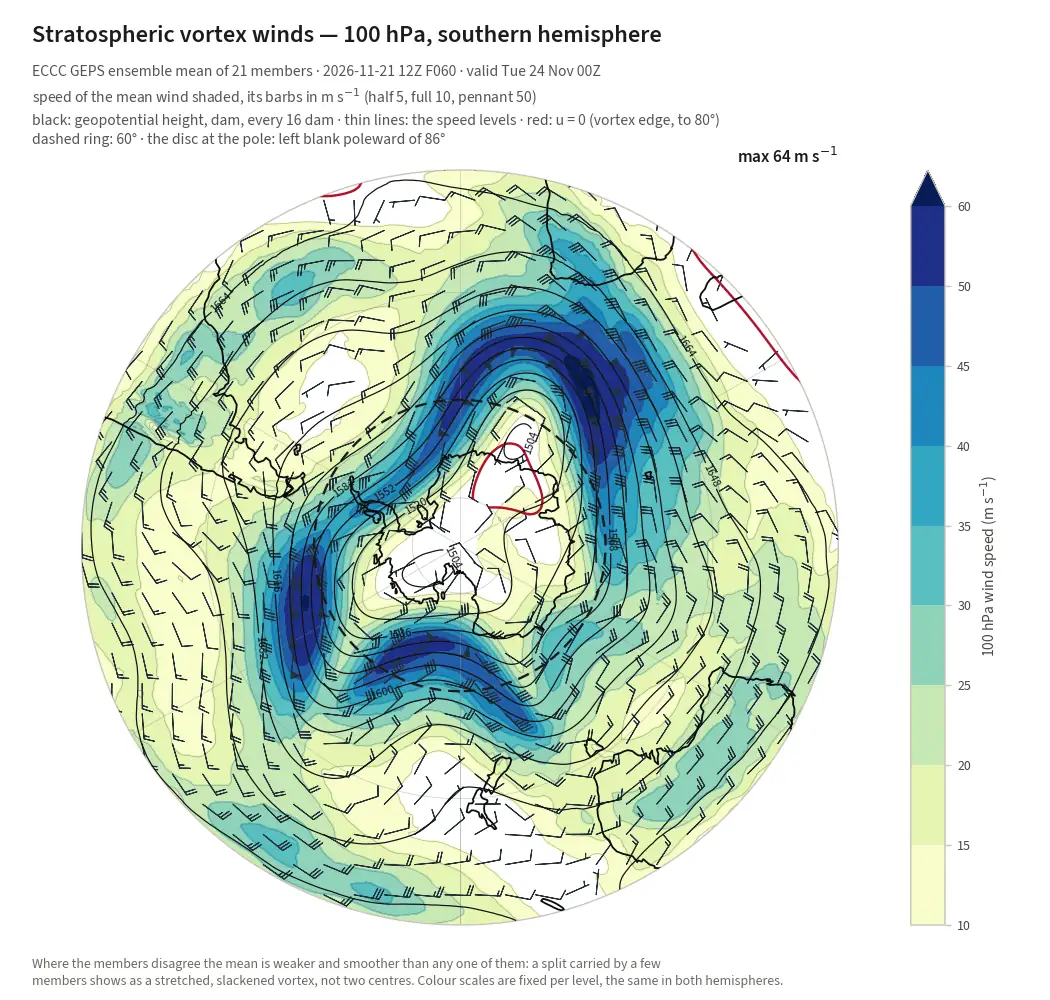 Stratospheric vortex winds — 100 hPa, southern hemisphere
ECCC GEPS ensemble mean of 21 members · 2026-11-21 12Z F060 · valid Tue 24 Nov 00Z
speed of the mean wind shaded, its barbs in m s⁻¹ (half 5, full 10, pennant 50)
black: geopotential height, dam, every 16 dam · thin lines: the speed levels · red: u = 0 (vortex edge, to 80°)
dashed ring: 60° · the disc at the pole: left blank poleward of 86°
max 64 m s⁻¹
60
50
45
40
35
30
25
20
15
10
100 hPa wind speed (m s⁻¹)
1664
1664
1648
1504
1504
1552
1520
1568
1600
Where the members disagree the mean is weaker and smoother than any one of them: a split carried by a few
members shows as a stretched, slackened vortex, not two centres. Colour scales are fixed per level, the same in both hemispheres.